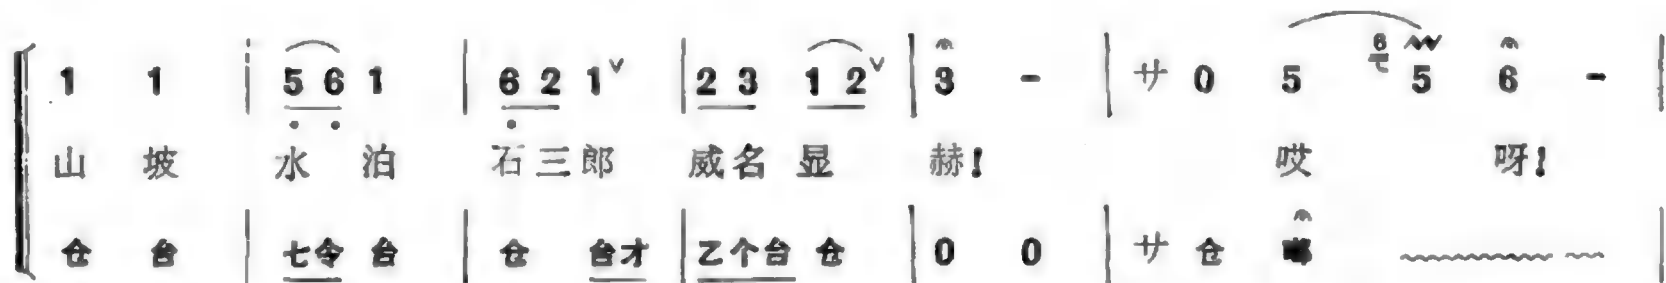 1 1 | 5 6 1 | 6 2 1 ˅ | 2 3 1 2 ˅ | 3 - | サ 0 5 6 5 6 - |
山 坡 水 泊 石 三 郎 威 名 显 赫! 哎 呀!
仓 台 | 七令 台 | 仓 台才 | 乙个台 仓 | 0 0 | サ 仓